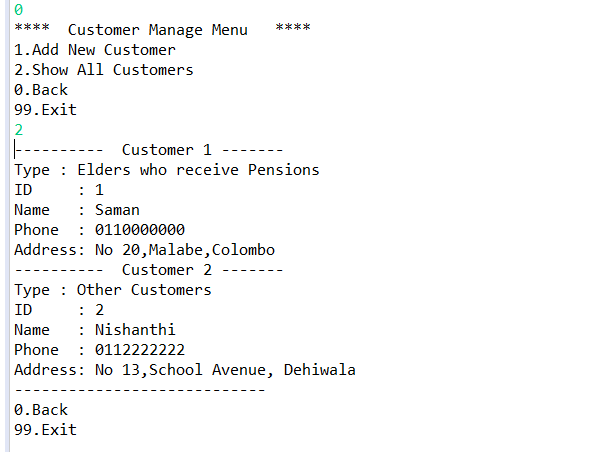 0
****  Customer Manage Menu   ****
1.Add New Customer
2.Show All Customers
0.Back
99.Exit
2
----------  Customer 1 -------
Type : Elders who receive Pensions
ID     : 1
Name   : Saman
Phone  : 0110000000
Address: No 20,Malabe,Colombo
----------  Customer 2 -------
Type : Other Customers
ID     : 2
Name   : Nishanthi
Phone  : 0112222222
Address: No 13,School Avenue, Dehiwala
----------------------------
0.Back
99.Exit